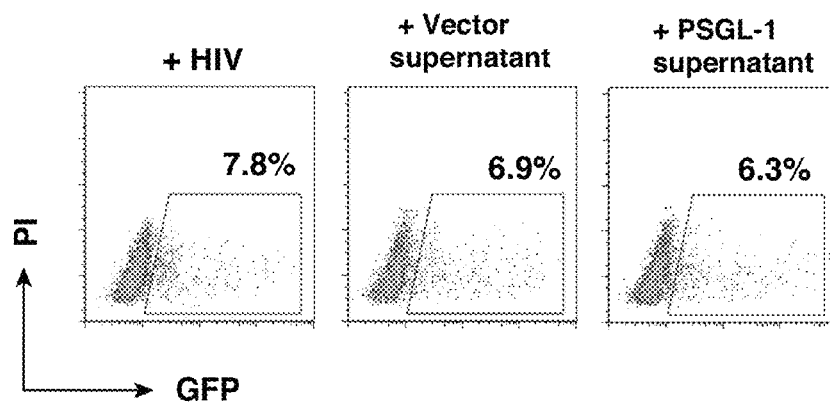 + HIV
+ Vector
supernatant
+ PSGL-1
supernatant
7.8%
6.9%
6.3%
PI
GFP